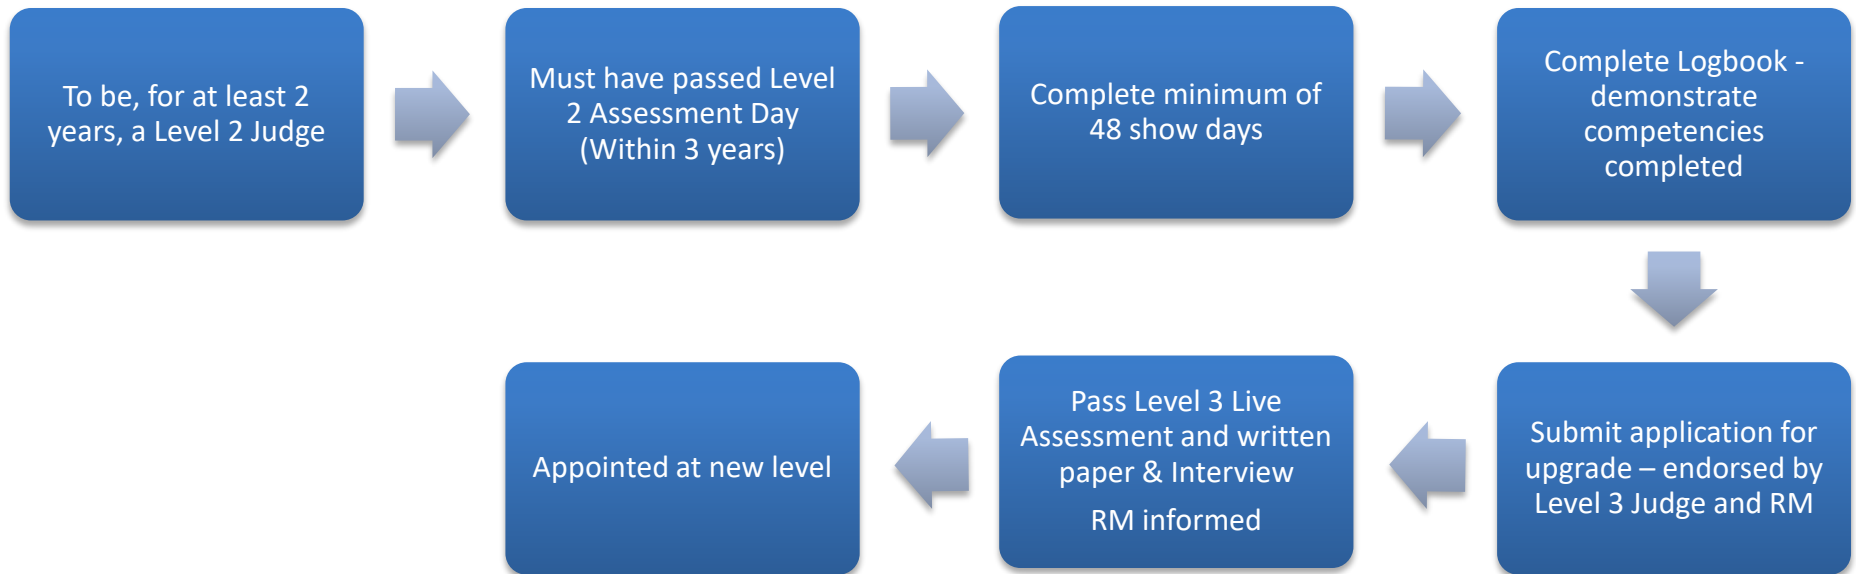 To be, for at least 2
years, a Level 2 Judge
Must have passed Level
2 Assessment Day
(Within 3 years)
Complete minimum of
48 show days
Complete Logbook -
demonstrate
competencies
completed
Submit application for
upgrade – endorsed by
Level 3 Judge and RM
Pass Level 3 Live
Assessment and written
paper & Interview
RM informed
Appointed at new level